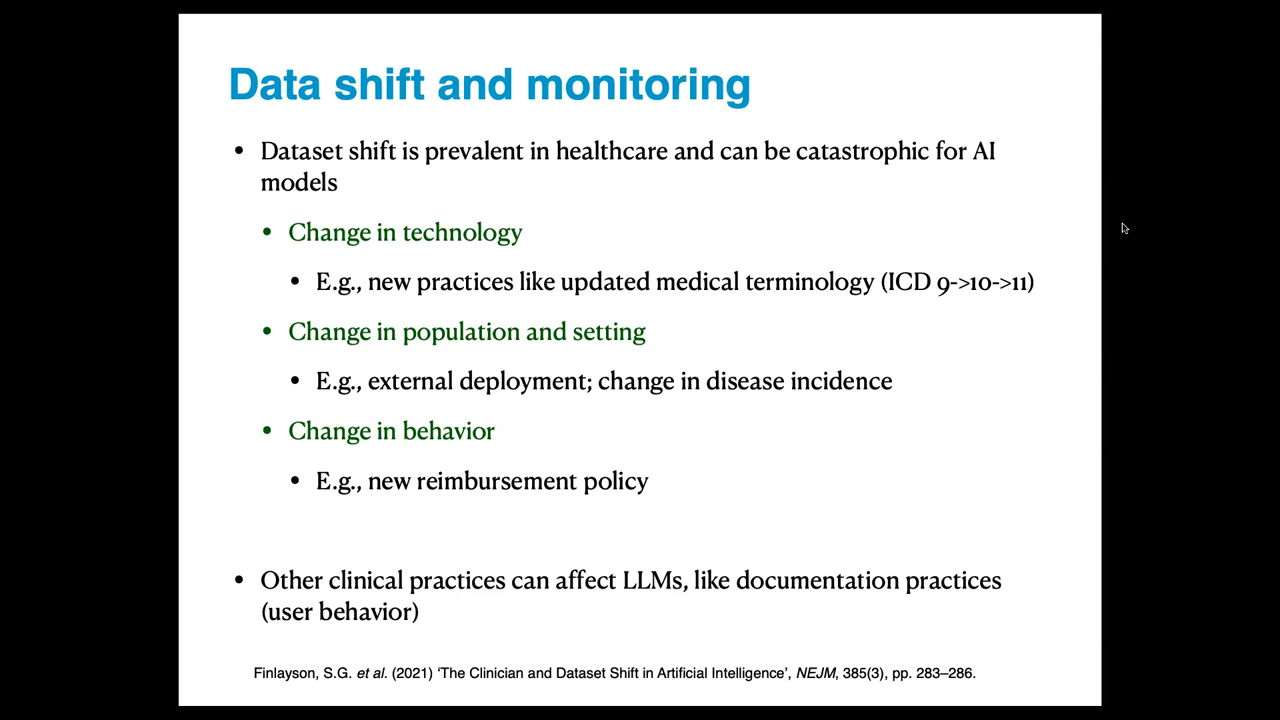 Data shift and monitoring
• Dataset shift is prevalent in healthcare and can be catastrophic for AI
models
• Change in technology
• E.g., new practices like updated medical terminology (ICD 9->10->11)
• Change in population and setting
• E.g., external deployment; change in disease incidence
• Change in behavior
• E.g., new reimbursement policy
• Other clinical practices can affect LLMs, like documentation practices
(user behavior)
Finlayson, S.G. et al. (2021) ‘The Clinician and Dataset Shift in Artificial Intelligence’, NEJM, 385(3), pp. 283–286.